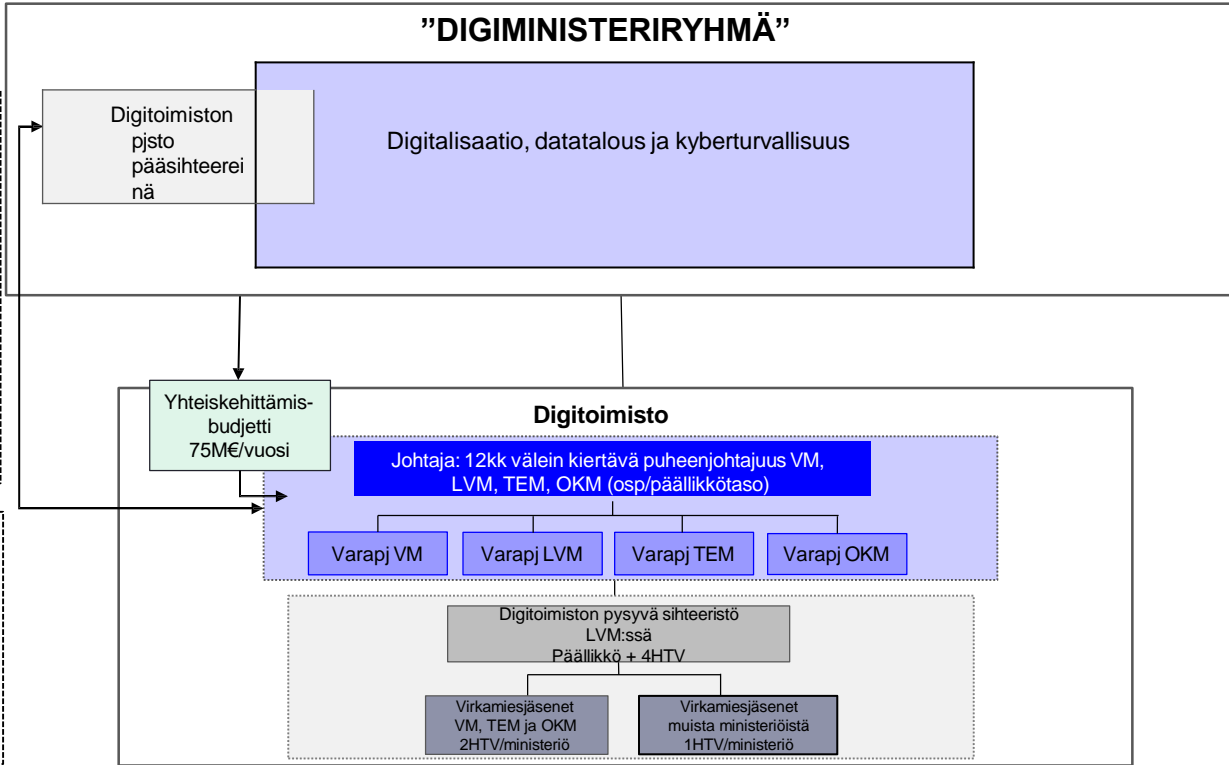 ”DIGIMINISTERIRYHMÄ”
Digitoimiston
pjsto
pääsihteerei
nä
Digitalisaatio, datatalous ja kyberturvallisuus
Yhteiskehittämis-
budjetti
75M€/vuosi
Digitoimisto
Johtaja: 12kk välein kiertävä puheenjohtajuus VM,
LVM, TEM, OKM (osp/päällikkötaso)
Varapj VM
Varapj LVM
Varapj TEM
Varapj OKM
Digitoimiston pysyvä sihteeristö
LVM:ssä
Päällikkö + 4HTV
Virkamiesjäsenet
VM, TEM ja OKM
2HTV/ministeriö
Virkamiesjäsenet
muista ministeriöistä
1HTV/ministeriö